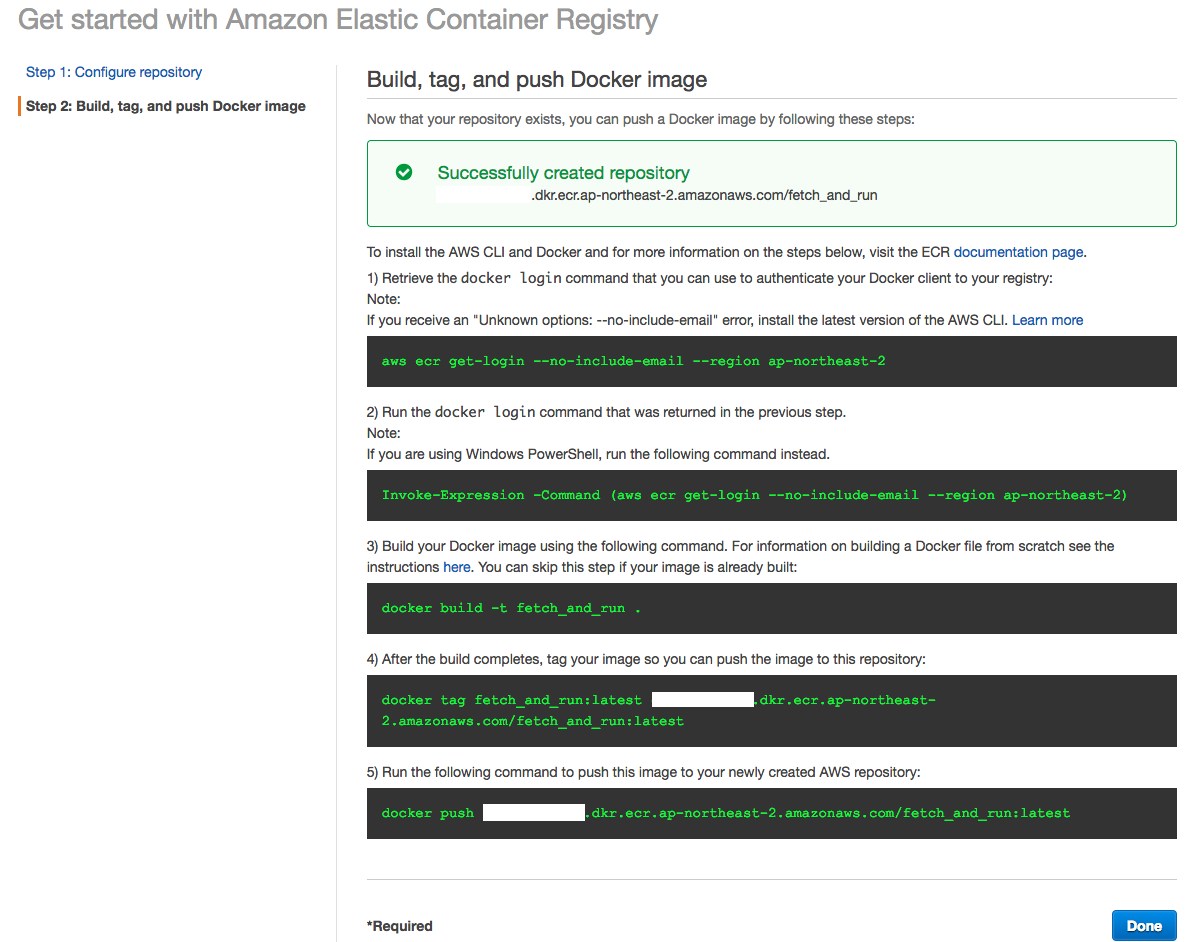 Get started with Amazon Elastic Container Registry
Step 1: Configure repository
Step 2: Build, tag, and push Docker image
Build, tag, and push Docker image
Now that your repository exists, you can push a Docker image by following these steps:
Successfully created repository
.dkr.ecr.ap-northeast-2.amazonaws.com/fetch_and_run
To install the AWS CLI and Docker and for more information on the steps below, visit the ECR documentation page.
1) Retrieve the docker login command that you can use to authenticate your Docker client to your registry:
Note:
If you receive an "Unknown options: --no-include-email" error, install the latest version of the AWS CLI. Learn more
aws ecr get-login --no-include-email --region ap-northeast-2
2) Run the docker login command that was returned in the previous step.
Note:
If you are using Windows PowerShell, run the following command instead.
Invoke-Expression -Command (aws ecr get-login --no-include-email --region ap-northeast-2)
3) Build your Docker image using the following command. For information on building a Docker file from scratch see the
instructions here. You can skip this step if your image is already built:
docker build -t fetch_and_run .
4) After the build completes, tag your image so you can push the image to this repository:
docker tag fetch_and_run:latest .dkr.ecr.ap-northeast-
2.amazonaws.com/fetch_and_run:latest
5) Run the following command to push this image to your newly created AWS repository:
docker push .dkr.ecr.ap-northeast-2.amazonaws.com/fetch_and_run:latest
*Required
Done